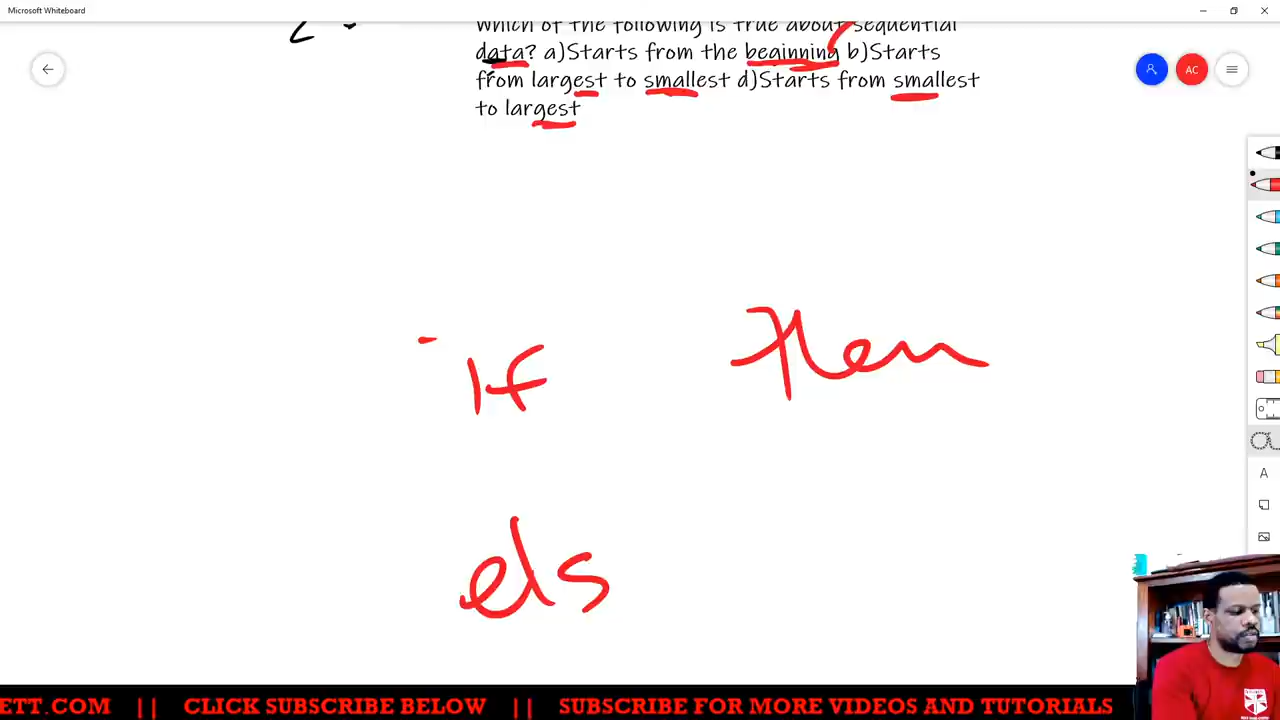 Microsoft Whiteboard
2
Which of the following is true about sequential
data? a)Starts from the beginning b)Starts
from largest to smallest d)Starts from smallest
to largest
AC
If then
els
A
ETT.COM || CLICK SUBSCRIBE BELOW || SUBSCRIBE FOR MORE VIDEOS AND TUTORIALS